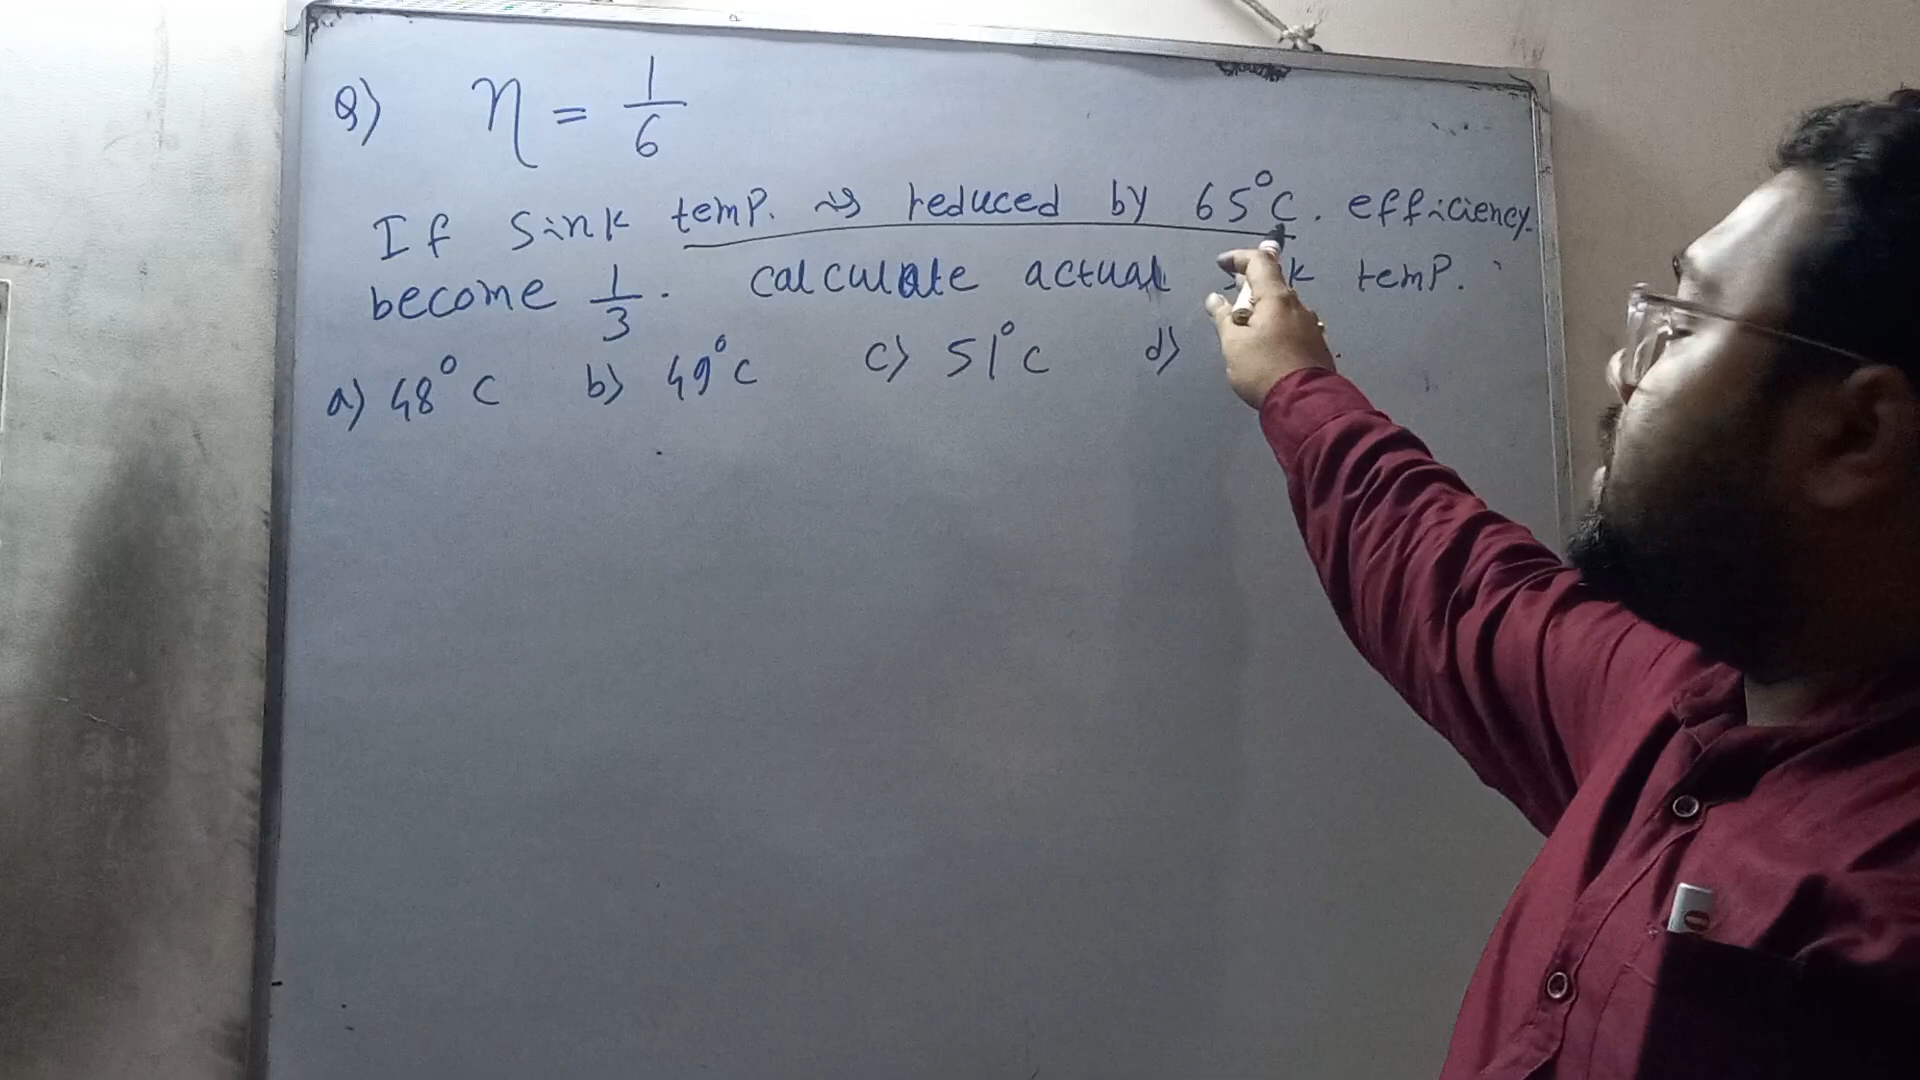 Q) η = 1/6
If sink temp. is reduced by 65°C. efficiency
become 1/3. calculate actual temp.
a) 48°C b) 49°C c) 51°C d)